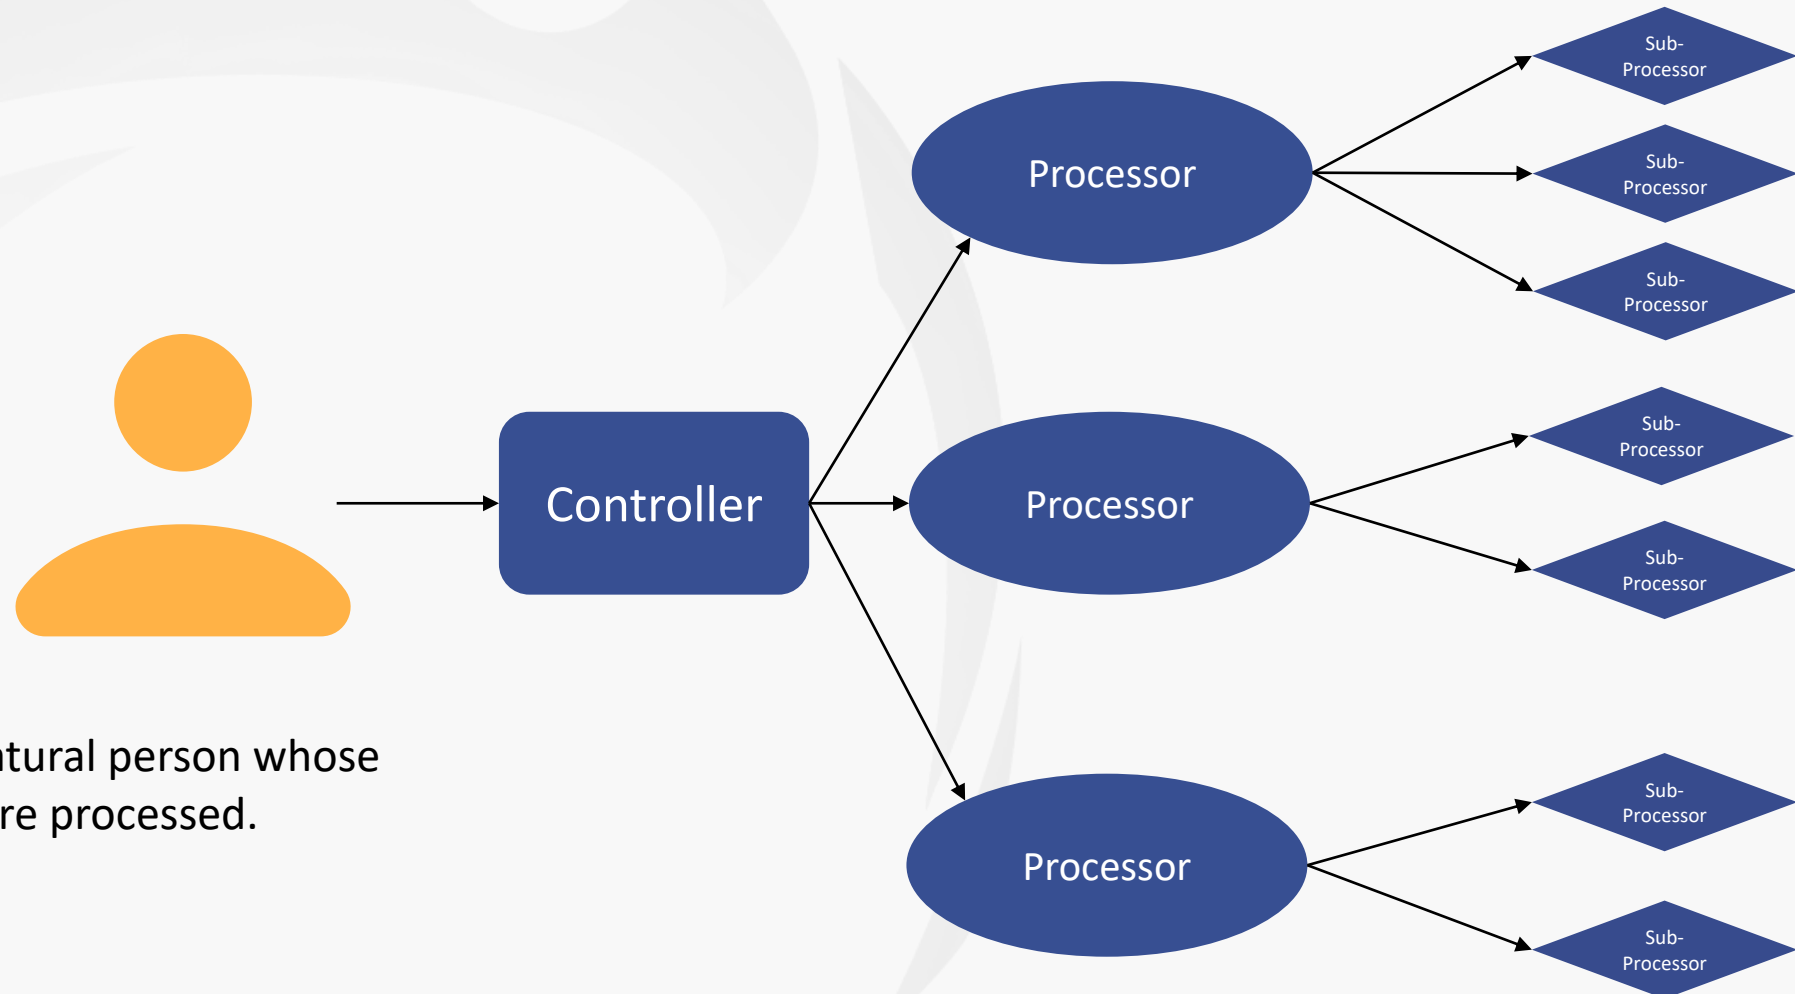 Sub-
Processor
Processor
Sub-
Processor
Sub-
Processor
Sub-
Processor
Controller
Processor
Sub-
Processor
tural person whose
re processed.
Sub-
Processor
Processor
Sub-
Processor